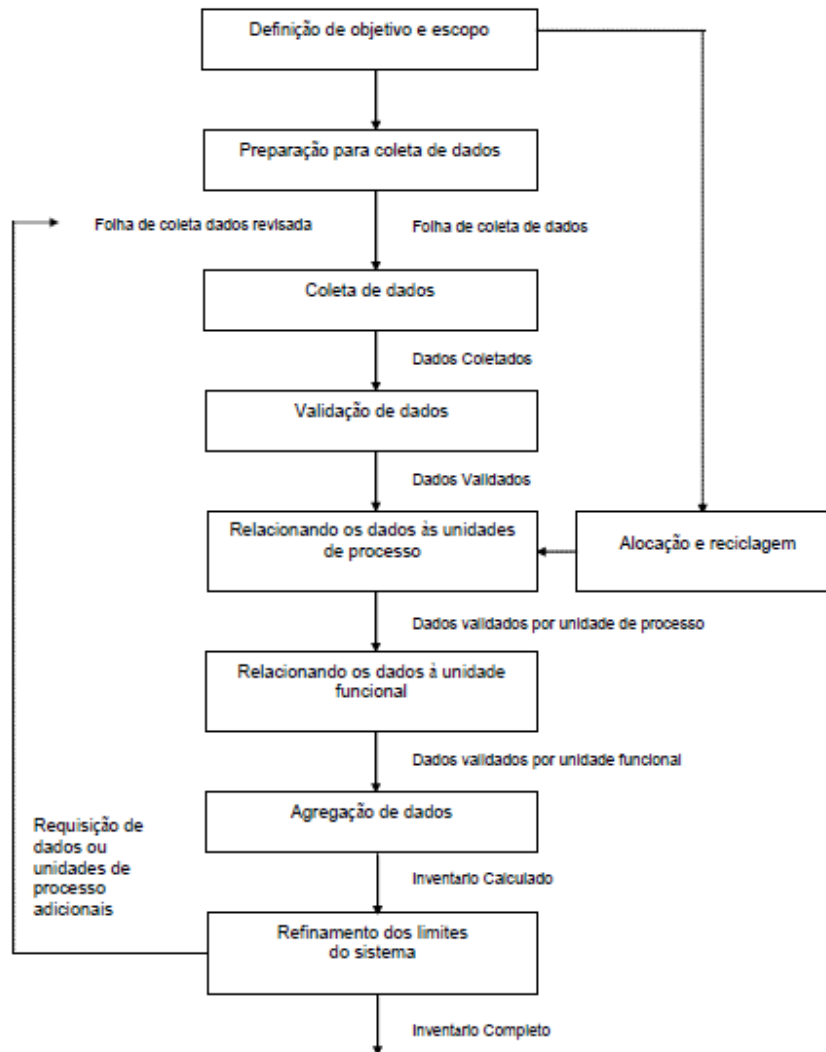 Definição de objetivo e escopo
Preparação para coleta de dados
Folha de coleta dados revisada
Folha de coleta de dados
Coleta de dados
Dados Coletados
Validação de dados
Dados Validados
Relacionando os dados às unidades
de processo
Alocação e reciclagem
Dados validados por unidade de processo
Relacionando os dados à unidade
funcional
Dados validados por unidade funcional
Agregação de dados
Requisição de
dados ou
unidades de
processo
adicionais
Inventario Calculado
Refinamento dos limites
do sistema
Inventario Completo